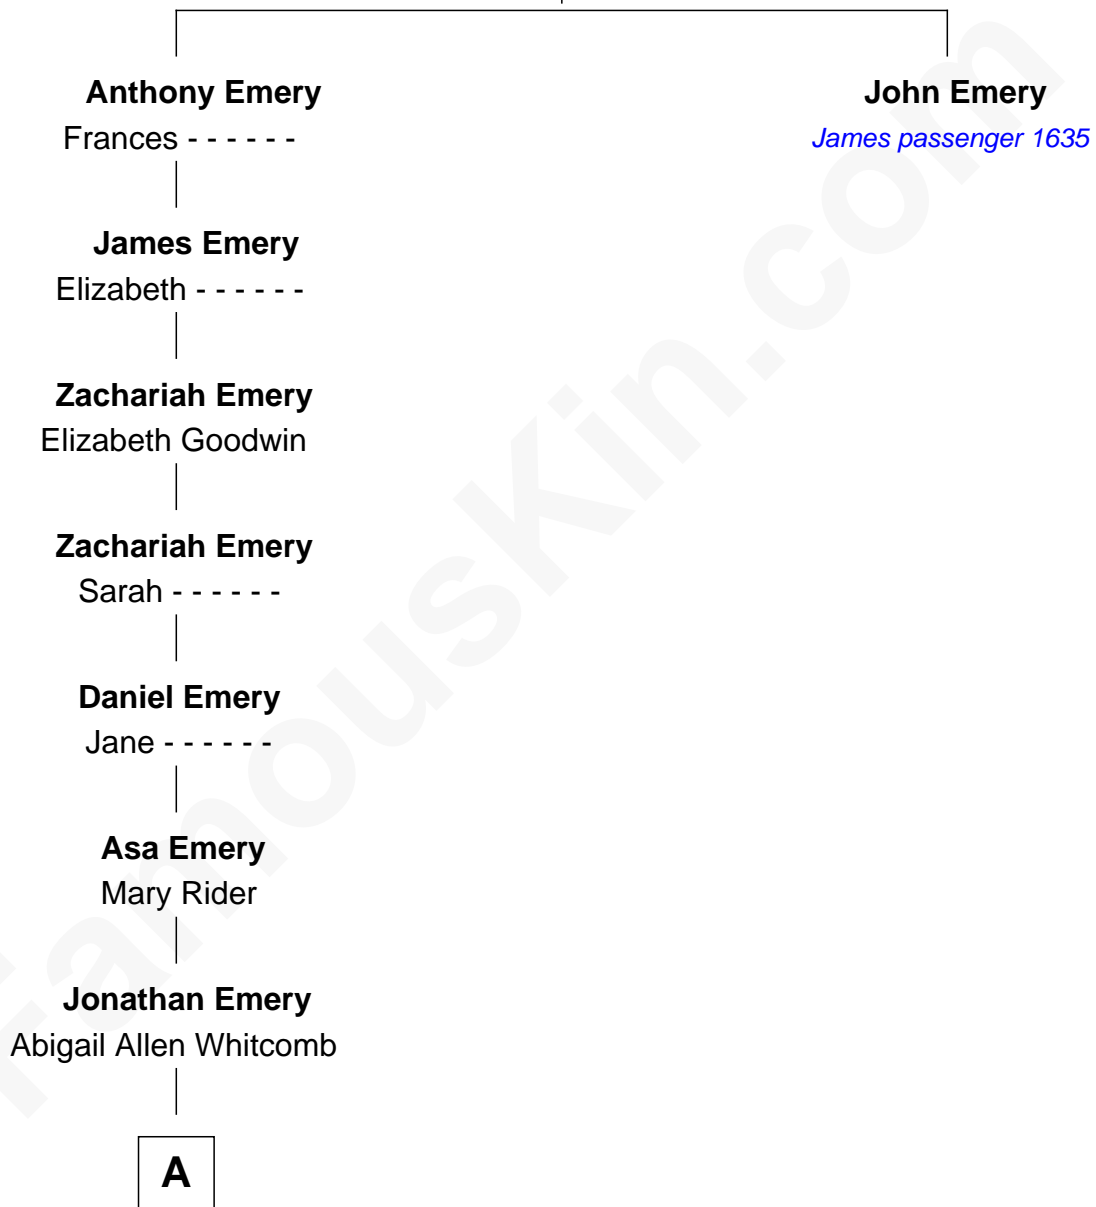 Anthony Emery
Frances - - - - - -
John Emery
James passenger 1635
James Emery
Elizabeth - - - - - -
Zachariah Emery
Elizabeth Goodwin
Zachariah Emery
Sarah - - - - - -
Daniel Emery
Jane - - - - - -
Asa Emery
Mary Rider
Jonathan Emery
Abigail Allen Whitcomb
A
FamousKin.com